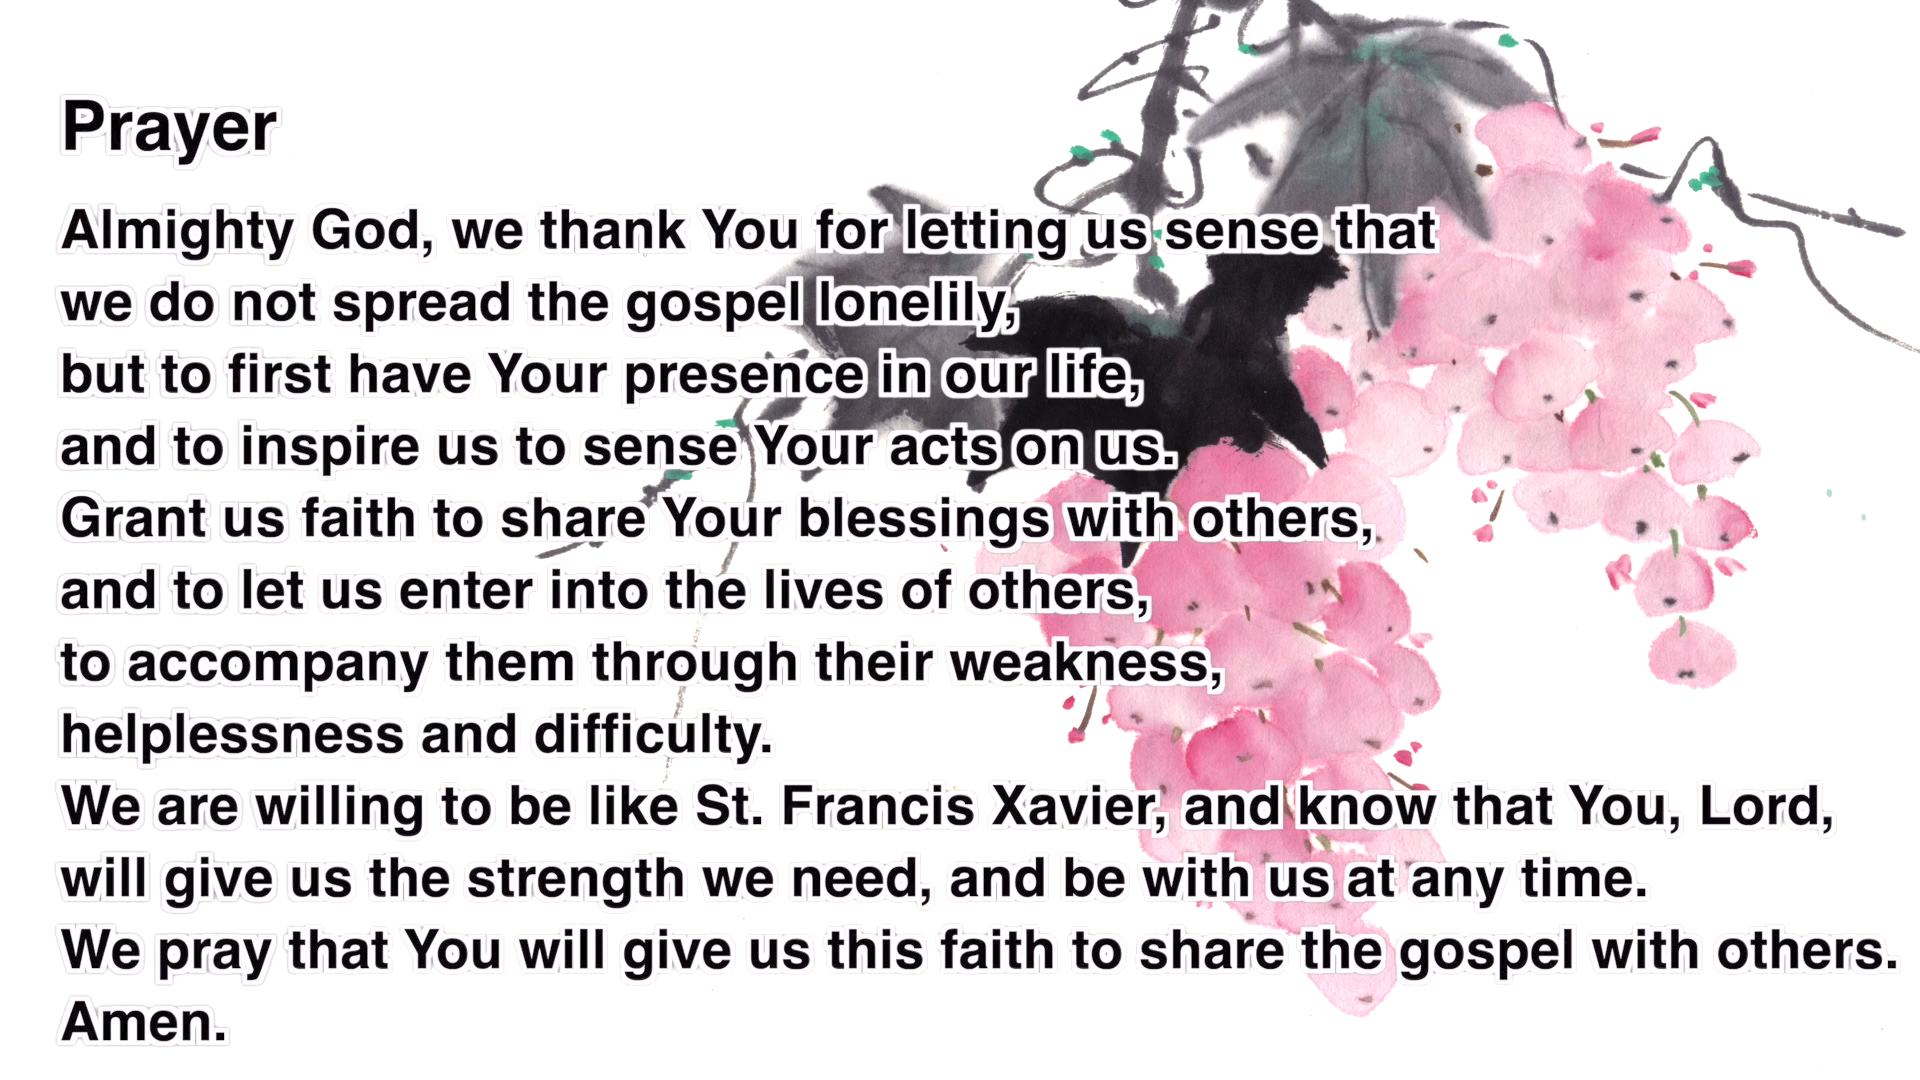 Prayer
Almighty God, we thank You for letting us sense that
we do not spread the gospel lonelily,
but to first have Your presence in our life,
and to inspire us to sense Your acts on us.
Grant us faith to share Your blessings with others,
and to let us enter into the lives of others,
to accompany them through their weakness,
helplessness and difficulty.
We are willing to be like St. Francis Xavier, and know that You, Lord,
will give us the strength we need, and be with us at any time.
We pray that You will give us this faith to share the gospel with others.
Amen.